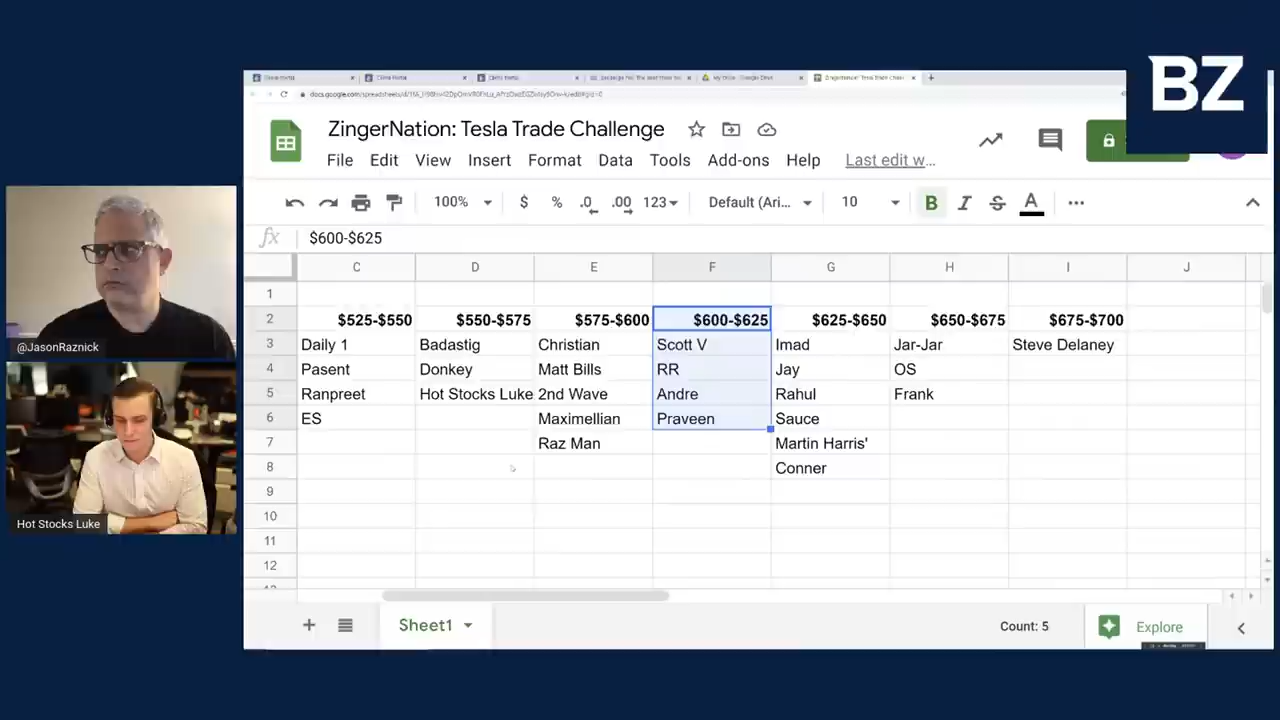 BZ
docs.google.com/spreadsheets/d/
ZingerNation: Tesla Trade Challenge
File Edit View Insert Format Data Tools Add-ons Help Last edit w...
100% $ % .0 .00 123 Default (Ari... 10 B I S A
fx $600-$625
C D E F G H I J
1
2 $525-$550 $550-$575 $575-$600 $600-$625 $625-$650 $650-$675 $675-$700
3 Daily 1 Badastig Christian Scott V Imad Jar-Jar Steve Delaney
4 Pasent Donkey Matt Bills RR Jay OS
5 Ranpreet Hot Stocks Luke 2nd Wave Andre Rahul Frank
6 ES Maximellian Praveen Sauce
7 Raz Man Martin Harris'
8 Conner
9
10
11
12
@JasonRaznick
Hot Stocks Luke
Sheet1 Count: 5 Explore